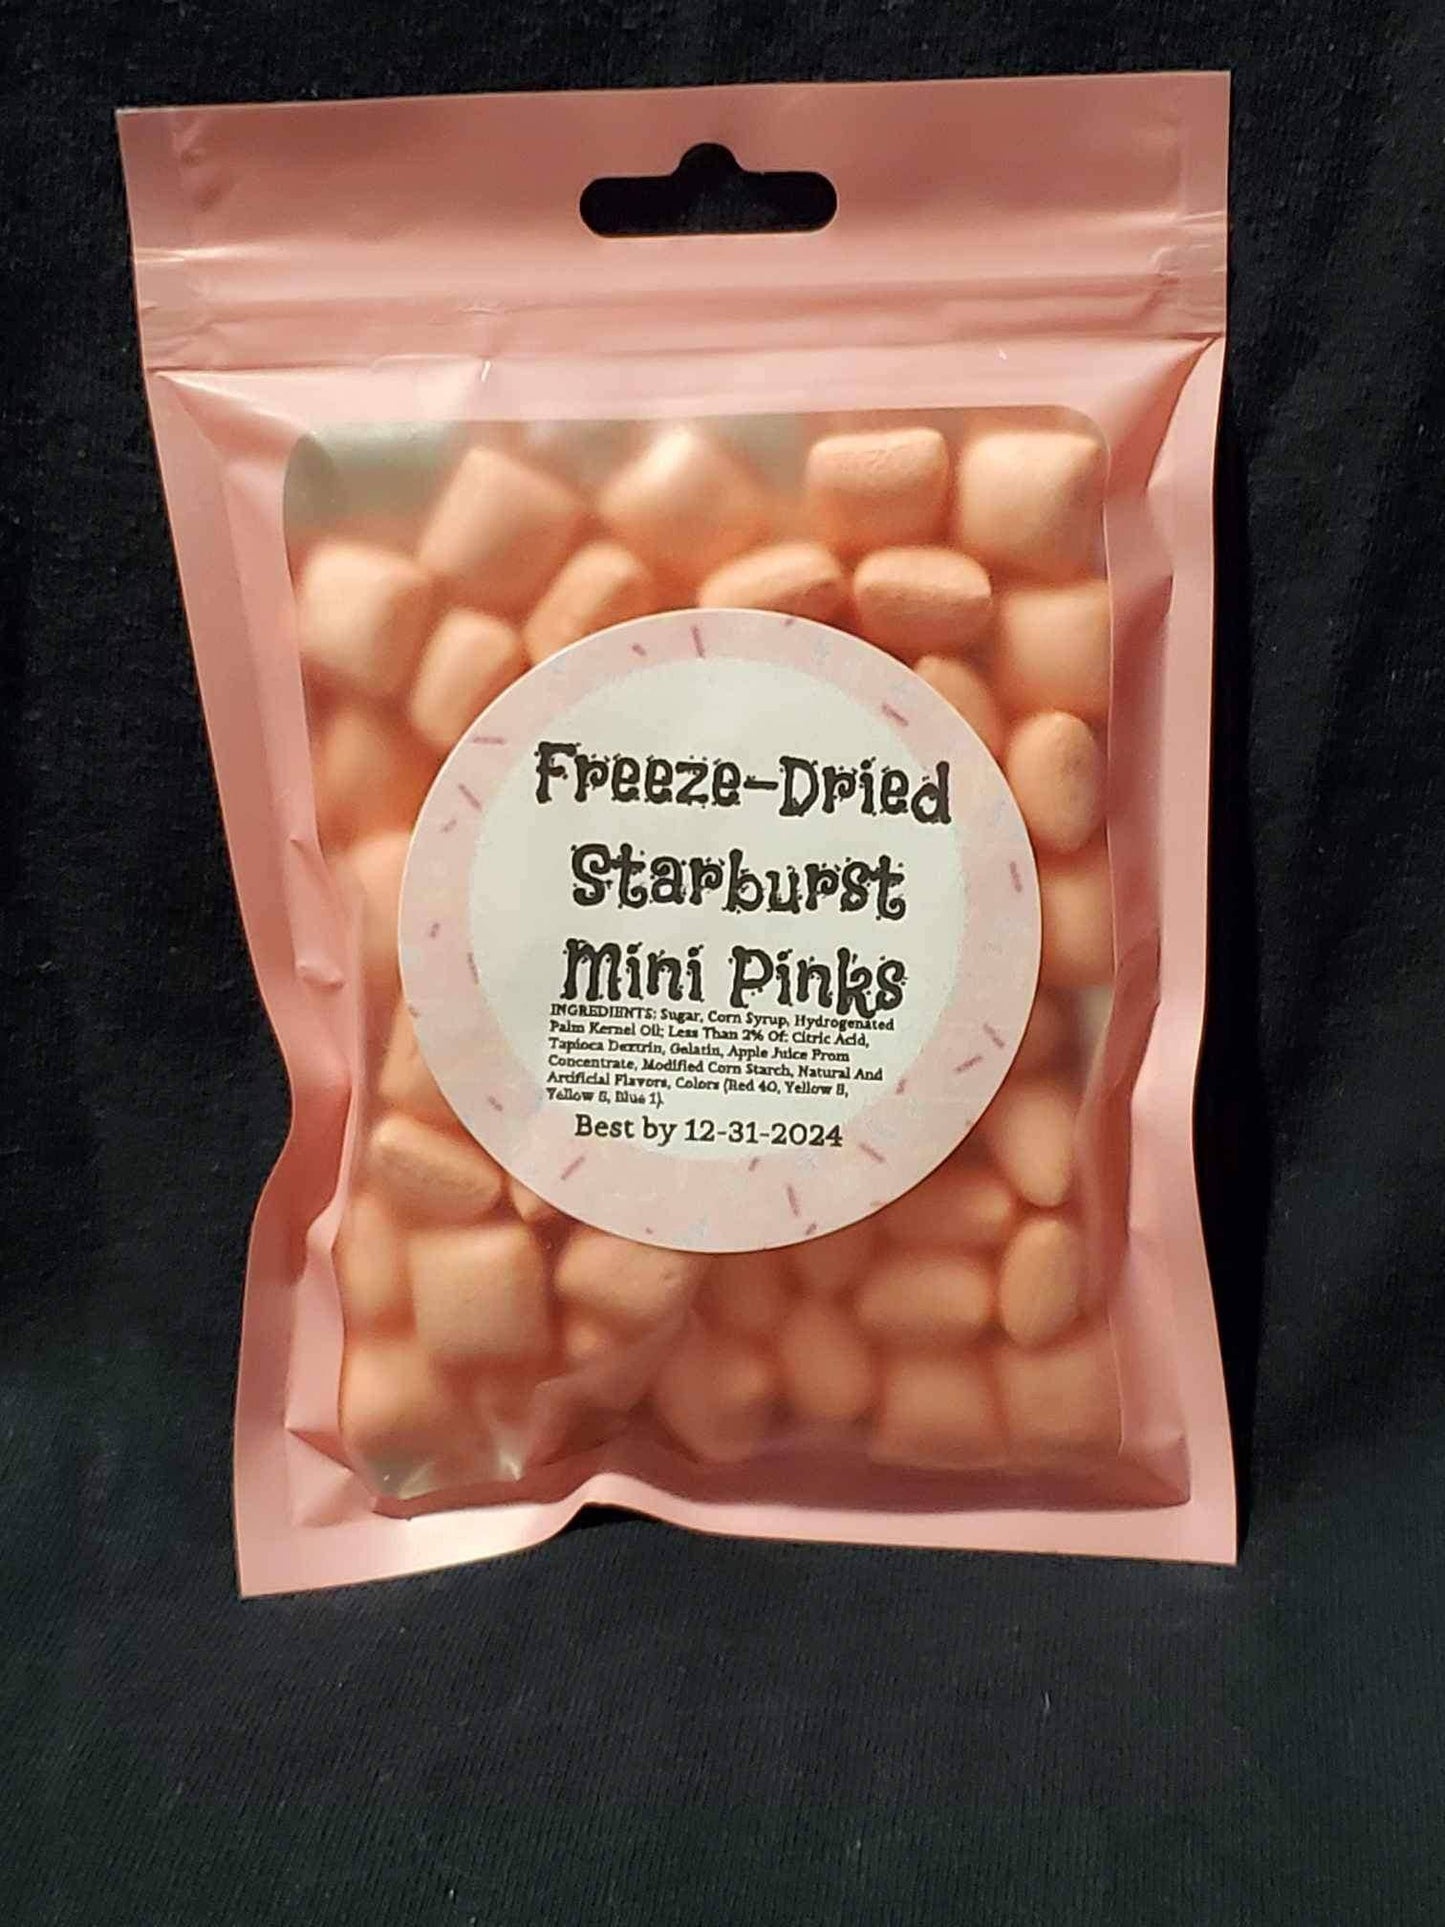 Freeze-Dried
Starburst
Mini Pinks
INGREDIENTS: Sugar, Corn Syrup, Hydrogenated
Palm Kernel Oil; Less Than 2% Of: Citric Acid,
Tapioca Dextrin, Gelatin, Apple Juice From
Concentrate, Modified Corn Starch, Natural And
Artificial Flavors, Colors (Red 40, Yellow
Yellow Blue 1).
Best by 12-31-2024